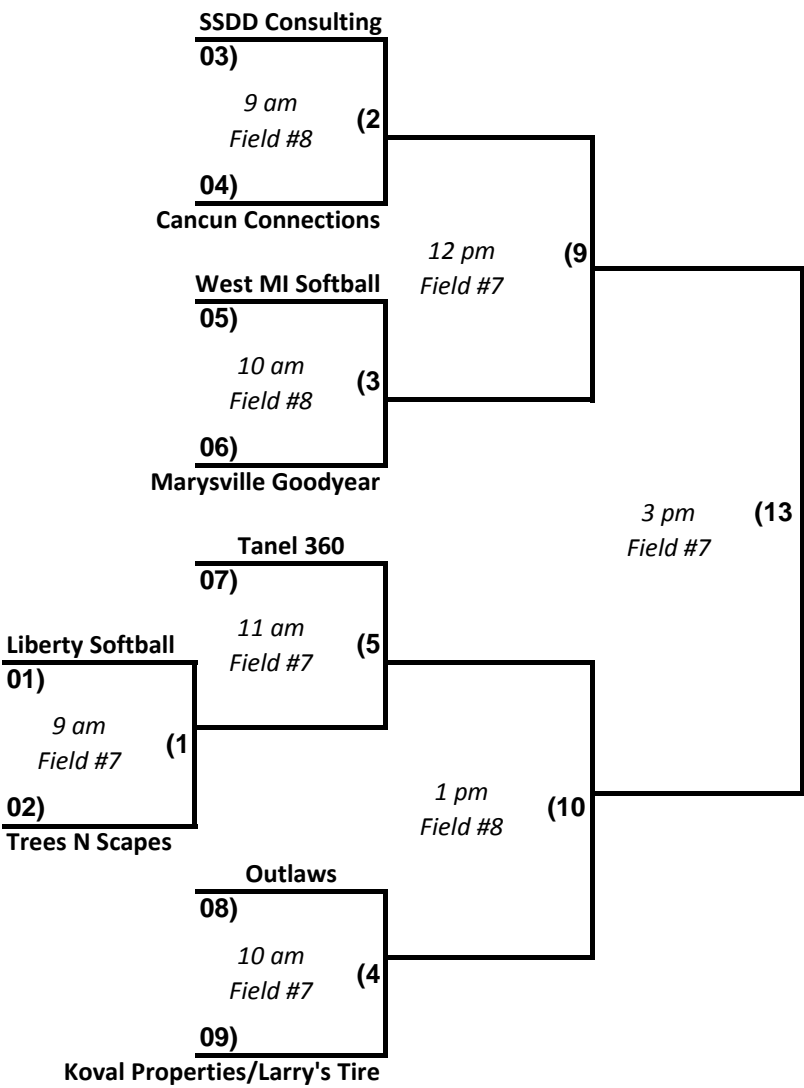 SSDD Consulting
03)
9 am
Field #8
(2
04)
Cancun Connections
12 pm
Field #7
(9
West MI Softball
05)
10 am
Field #8
(3
06)
Marysville Goodyear
3 pm
Field #7
(13
Tanel 360
07)
11 am
Field #7
(5
Liberty Softball
01)
9 am
Field #7
(1
02)
Trees N Scapes
1 pm
Field #8
(10
Outlaws
08)
10 am
Field #7
(4
09)
Koval Properties/Larry's Tire